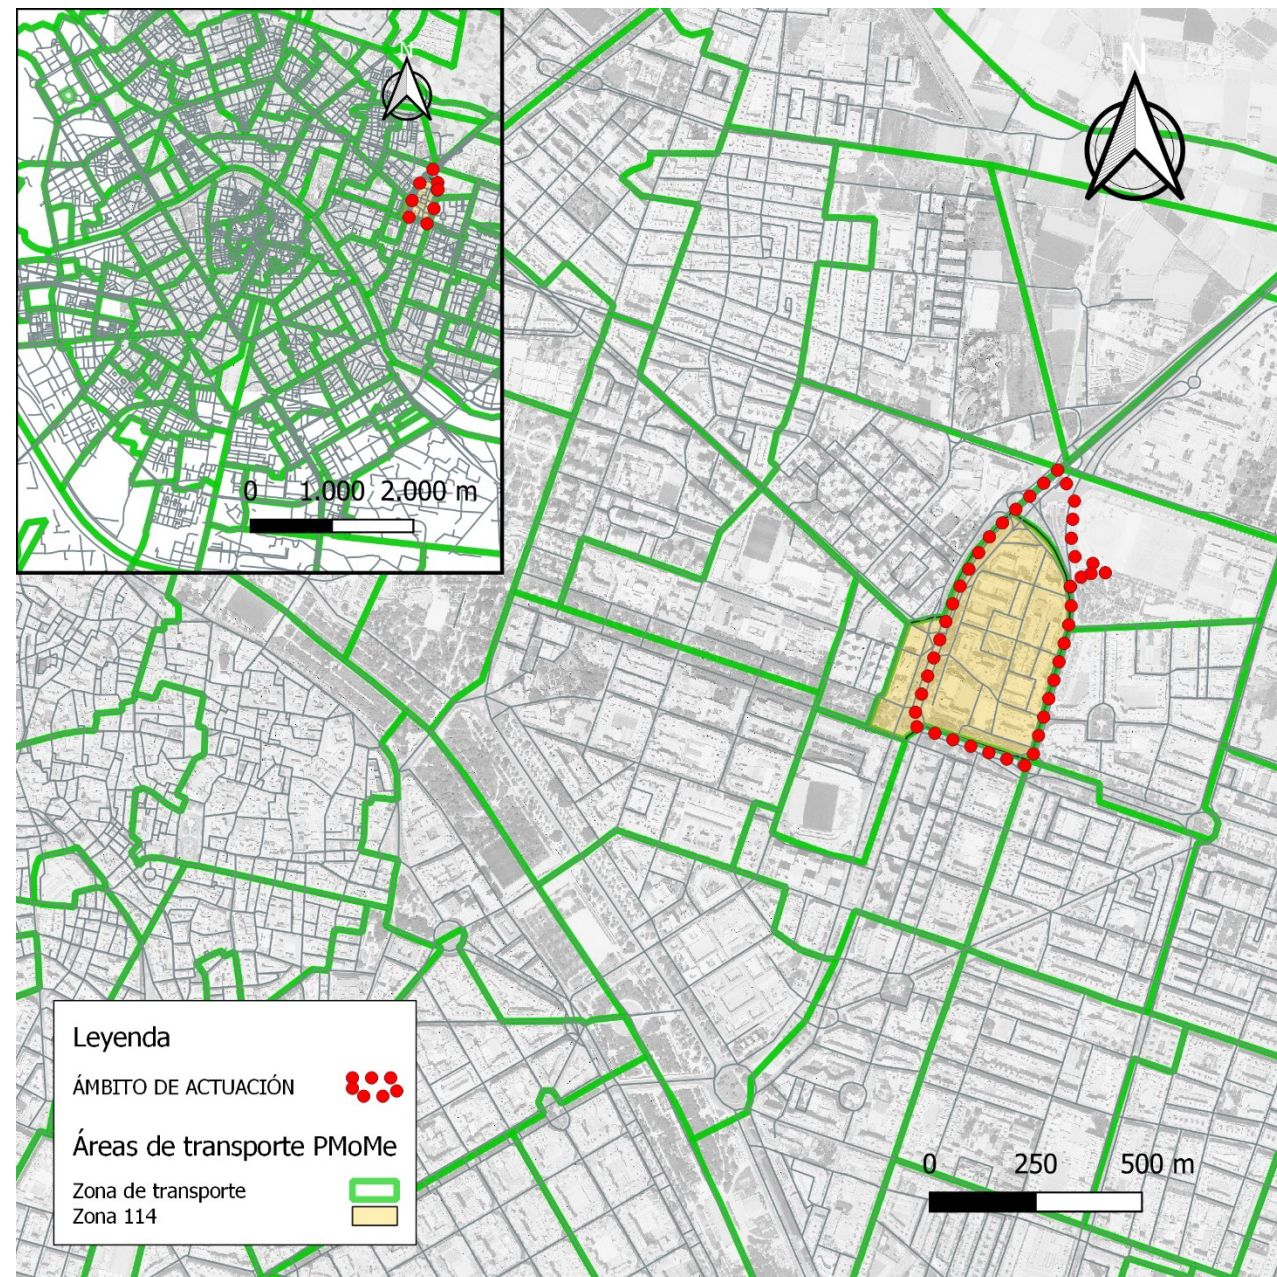 N
0 1.000 2.000 m
N
Leyenda
ÁMBITO DE ACTUACIÓN
Áreas de transporte PMoMe
Zona de transporte
Zona 114
0 250 500 m